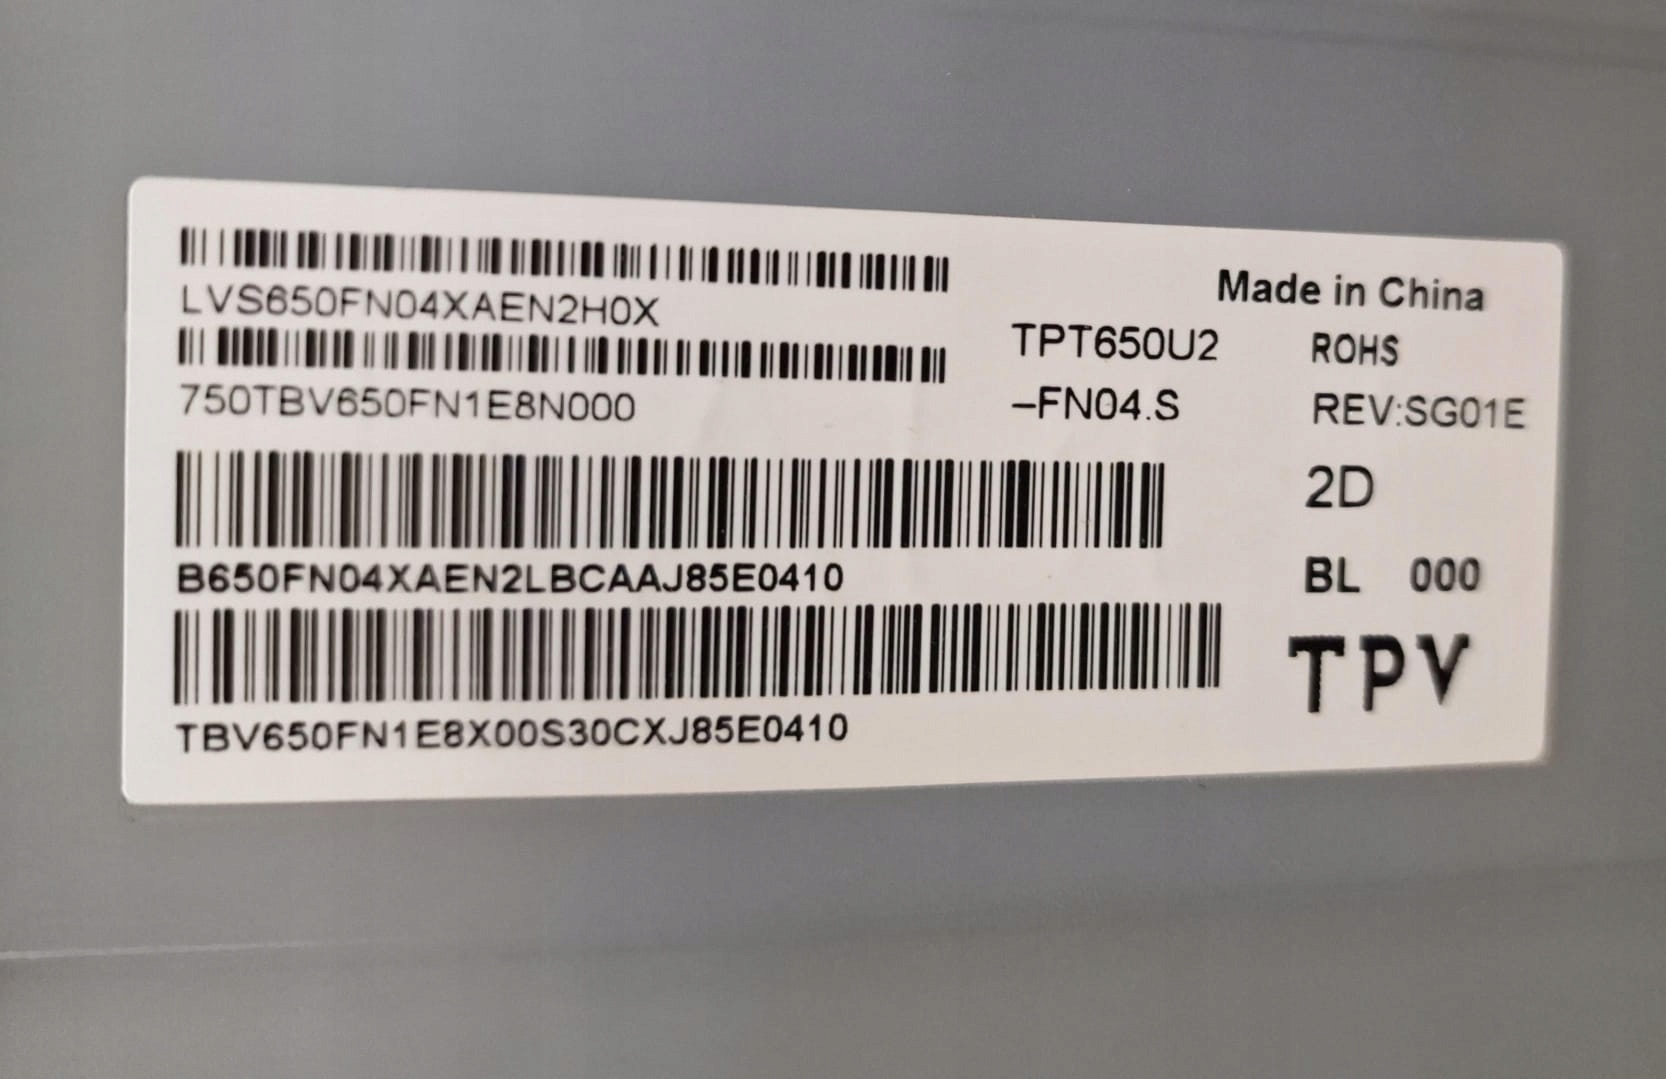 LVS650FN04XAEN2H0X
750TBV650FN1E8N000
B650FN04XAEN2LBCAAJ85E0410
TBV650FN1E8X00S30CXJ85E0410
TPT650U2
-FN04.S
Made in China
ROHS
REV:SG01E
2D
BL 000
TPV